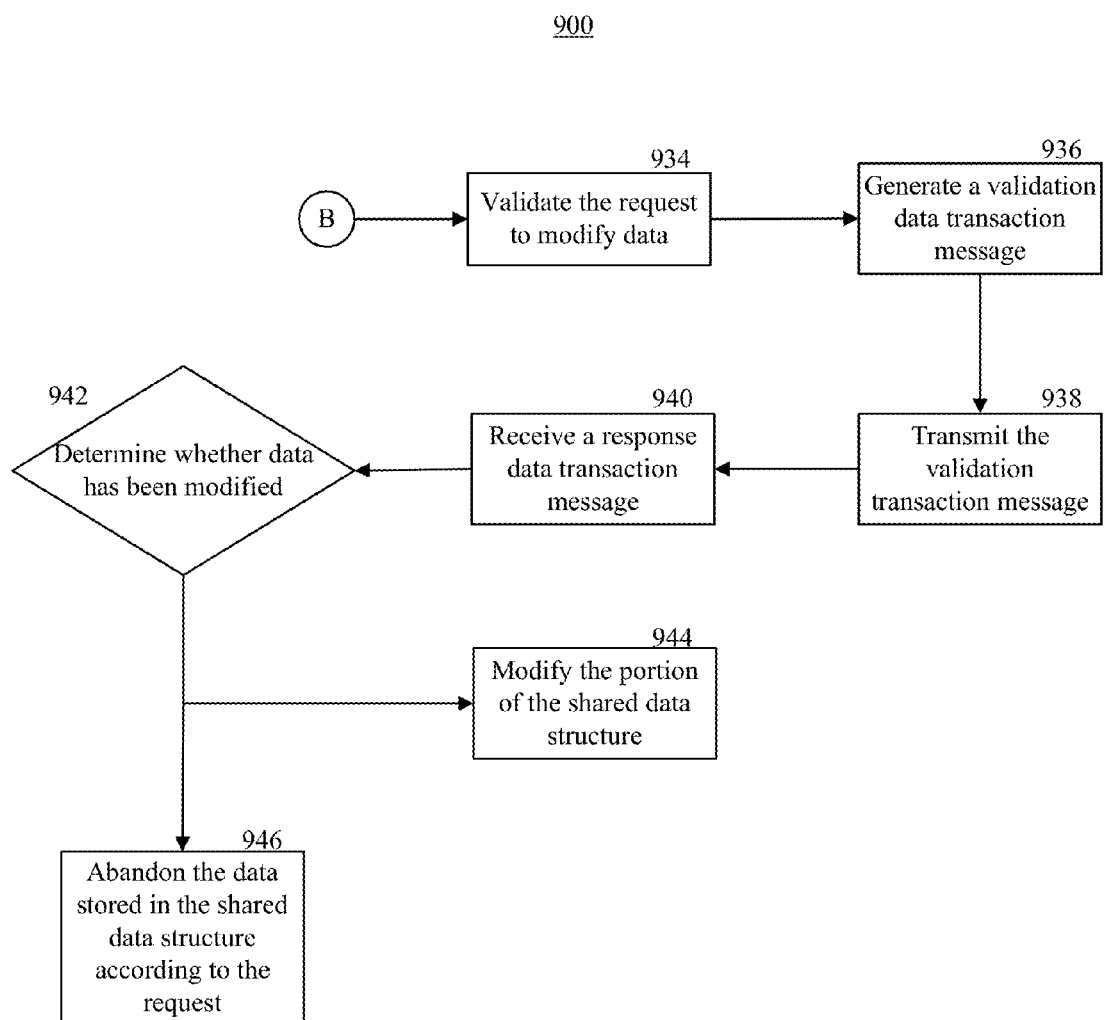 900
934
936
B
Validate the request
to modify data
Generate a validation
data transaction
message
942
940
938
Determine whether data
has been modified
Receive a response
data transaction
message
Transmit the
validation
transaction message
944
Modify the portion
of the shared data
structure
946
Abandon the data
stored in the shared
data structure
according to the
request